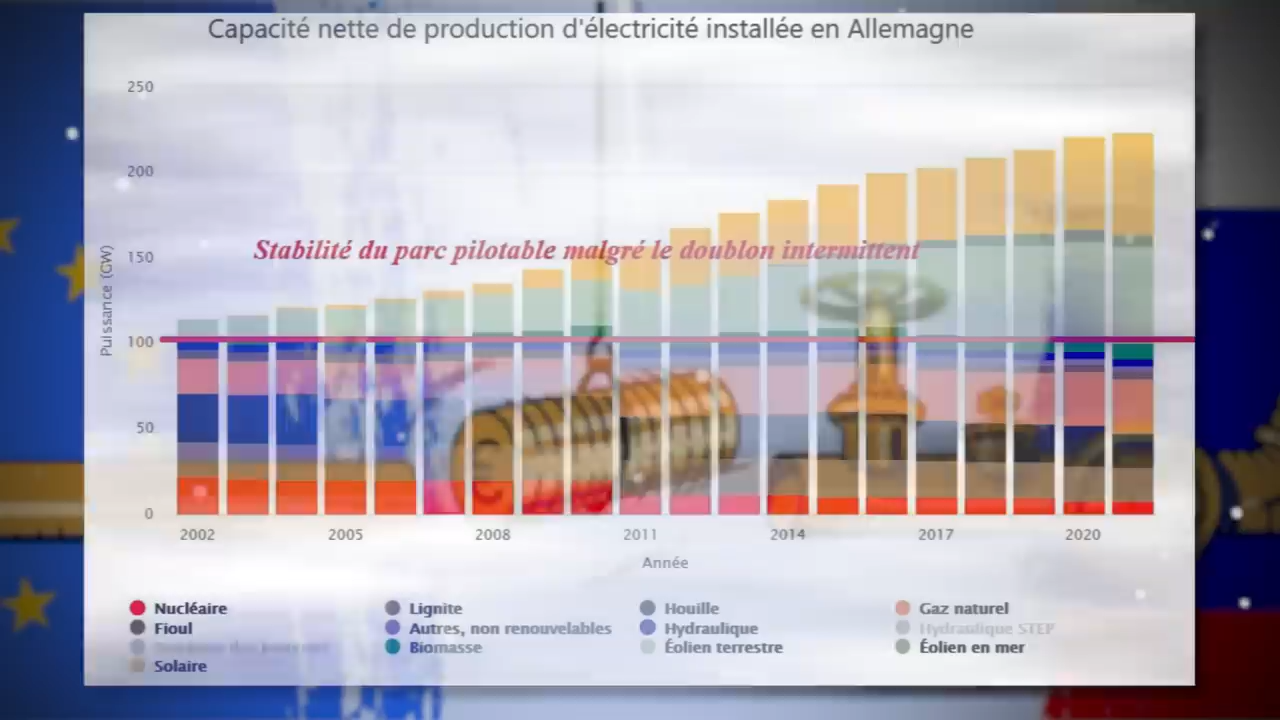 Capacité nette de production d'électricité installée en Allemagne
250
200
Stabilité du parc pilotable malgré le doublon intermittent
150
Puissance (GW)
100
50
0
2002 2005 2008 2011 2014 2017 2020
Année
Nucléaire Lignite Houille Gaz naturel
Fioul Autres, non renouvelables Hydraulique Hydraulique STEP
Biomasse Éolien terrestre Éolien en mer
Solaire